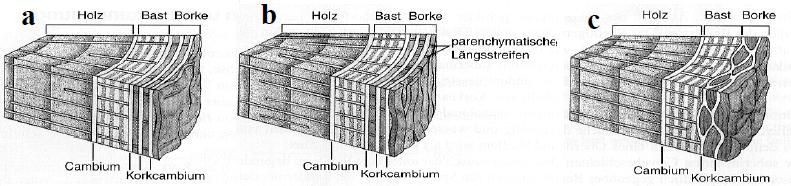 a
Holz Bast Borke
Cambium
Korkcambium
b
Holz Bast Borke
parenchymatische
Längsstreifen
Cambium
Korkcambium
c
Holz Bast Borke
Cambium
Korkcambium